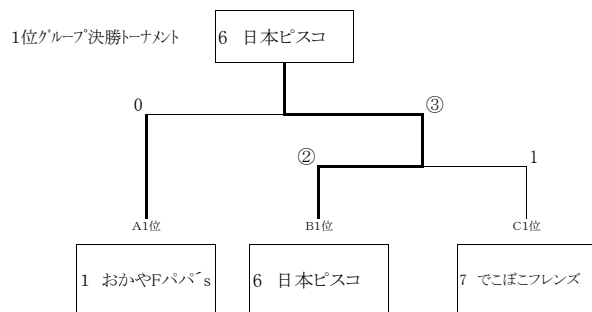 1位グループ決勝トーナメント
6 日本ピスコ
0
③
②
1
A1位
B1位
C1位
1 おかやFパパ´s
6 日本ピスコ
7 でこぼこフレンズ